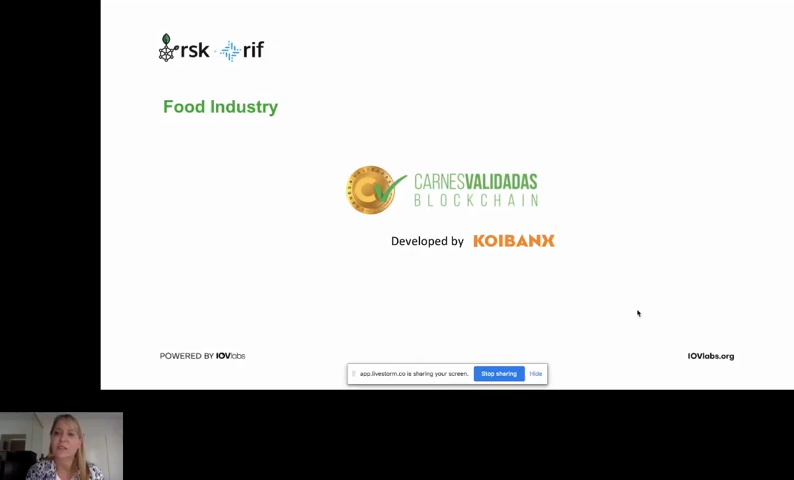 rsk · rif
Food Industry
CARNESVALIDADAS
BLOCKCHAIN
Developed by KOIBANX
POWERED BY IOVlabs
IOVlabs.org
app.livestorm.co is sharing your screen. Stop sharing Hide